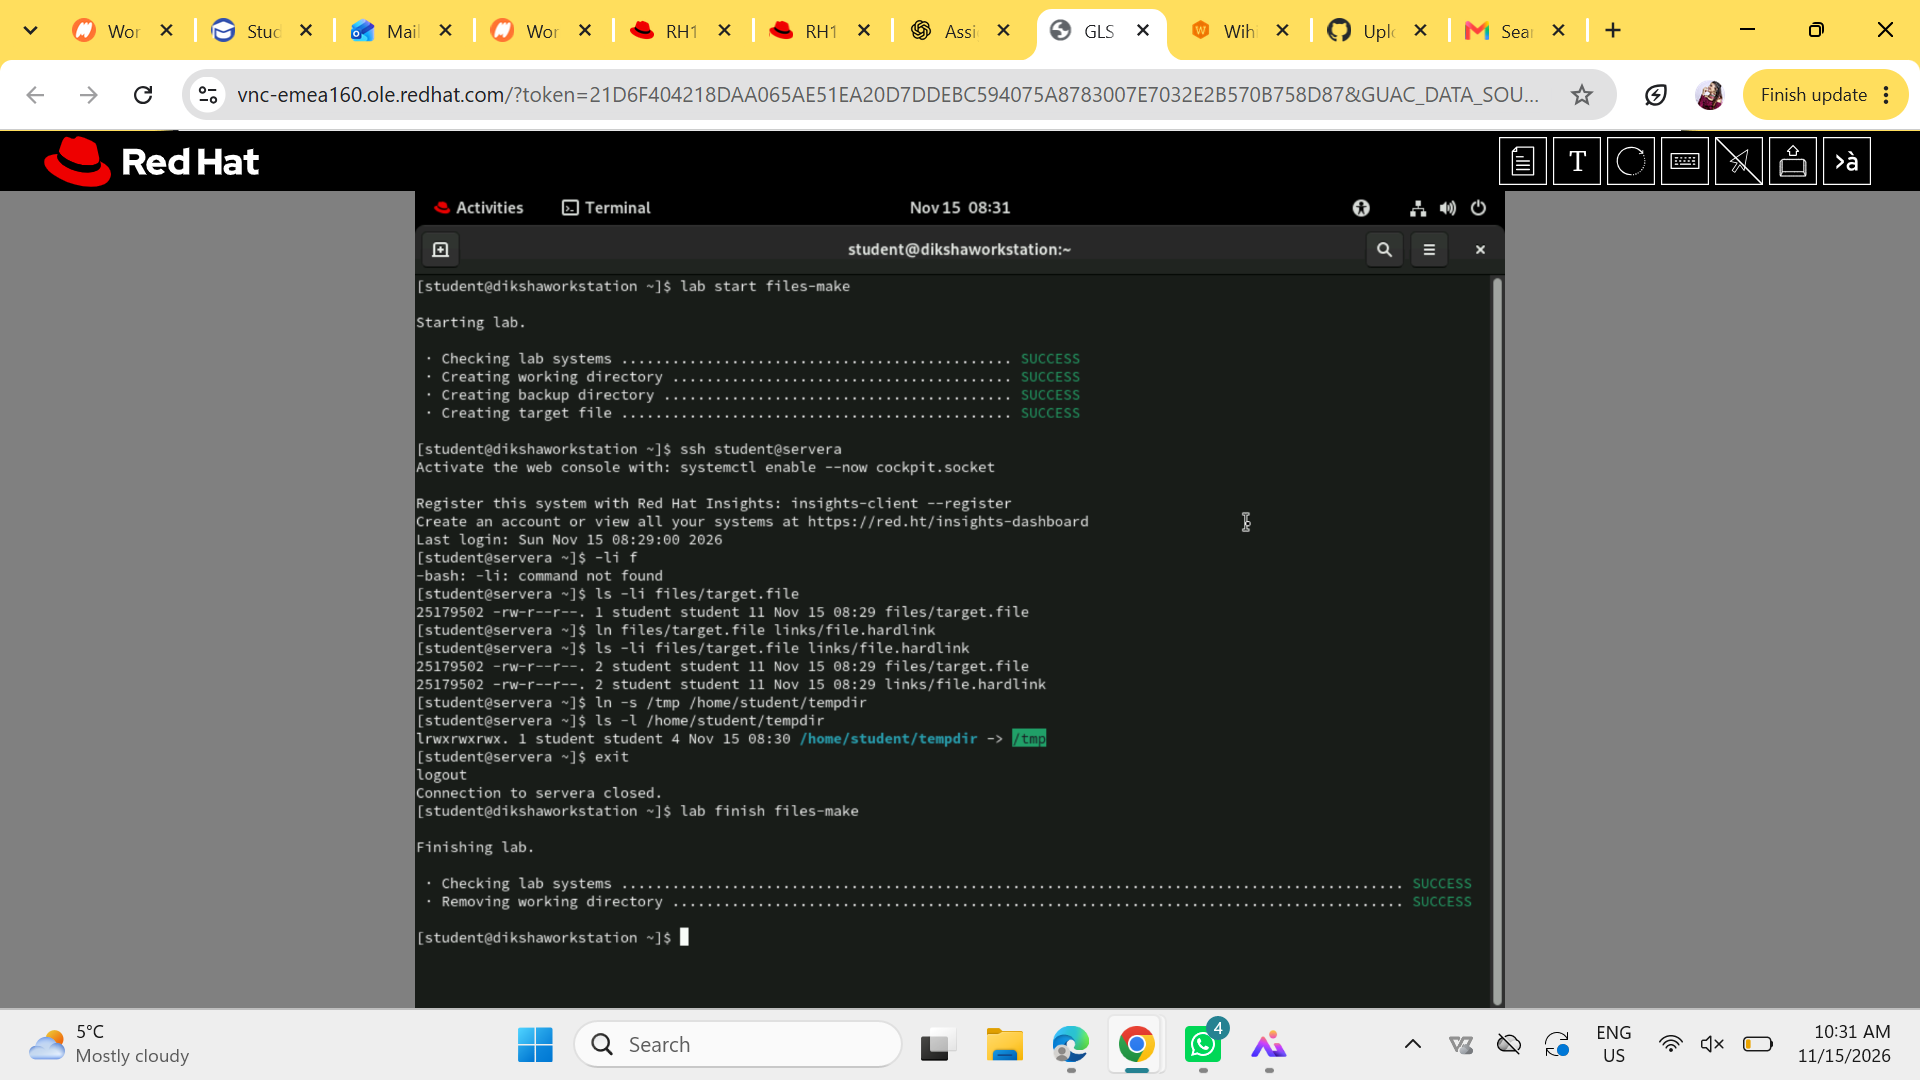 Wor
Stud
Mail
Wor
RH1
RH1
Assi
GLS
Wihi
Uplo
Sear
vnc-emea160.ole.redhat.com/?token=21D6F404218DAA065AE51EA20D7DDEBC594075A8783007E7032E2B570B758D87&GUAC_DATA_SOU...
Finish update
Red Hat
T
>à
Activities
Terminal
Nov 15 08:31
student@dikshaworkstation:~
[student@dikshaworkstation ~]$ lab start files-make
Starting lab.
· Checking lab systems .............................................. SUCCESS
· Creating working directory ........................................ SUCCESS
· Creating backup directory ......................................... SUCCESS
· Creating target file .............................................. SUCCESS
[student@dikshaworkstation ~]$ ssh student@servera
Activate the web console with: systemctl enable --now cockpit.socket
Register this system with Red Hat Insights: insights-client --register
Create an account or view all your systems at https://red.ht/insights-dashboard
Last login: Sun Nov 15 08:29:00 2026
[student@servera ~]$ -li f
-bash: -li: command not found
[student@servera ~]$ ls -li files/target.file
25179502 -rw-r--r--. 1 student student 11 Nov 15 08:29 files/target.file
[student@servera ~]$ ln files/target.file links/file.hardlink
[student@servera ~]$ ls -li files/target.file links/file.hardlink
25179502 -rw-r--r--. 2 student student 11 Nov 15 08:29 files/target.file
25179502 -rw-r--r--. 2 student student 11 Nov 15 08:29 links/file.hardlink
[student@servera ~]$ ln -s /tmp /home/student/tempdir
[student@servera ~]$ ls -l /home/student/tempdir
lrwxrwxrwx. 1 student student 4 Nov 15 08:30 /home/student/tempdir -> /tmp
[student@servera ~]$ exit
logout
Connection to servera closed.
[student@dikshaworkstation ~]$ lab finish files-make
Finishing lab.
· Checking lab systems ............................................................................................ SUCCESS
· Removing working directory ...................................................................................... SUCCESS
[student@dikshaworkstation ~]$
5°C
Mostly cloudy
Search
4
ENG
US
10:31 AM
11/15/2026